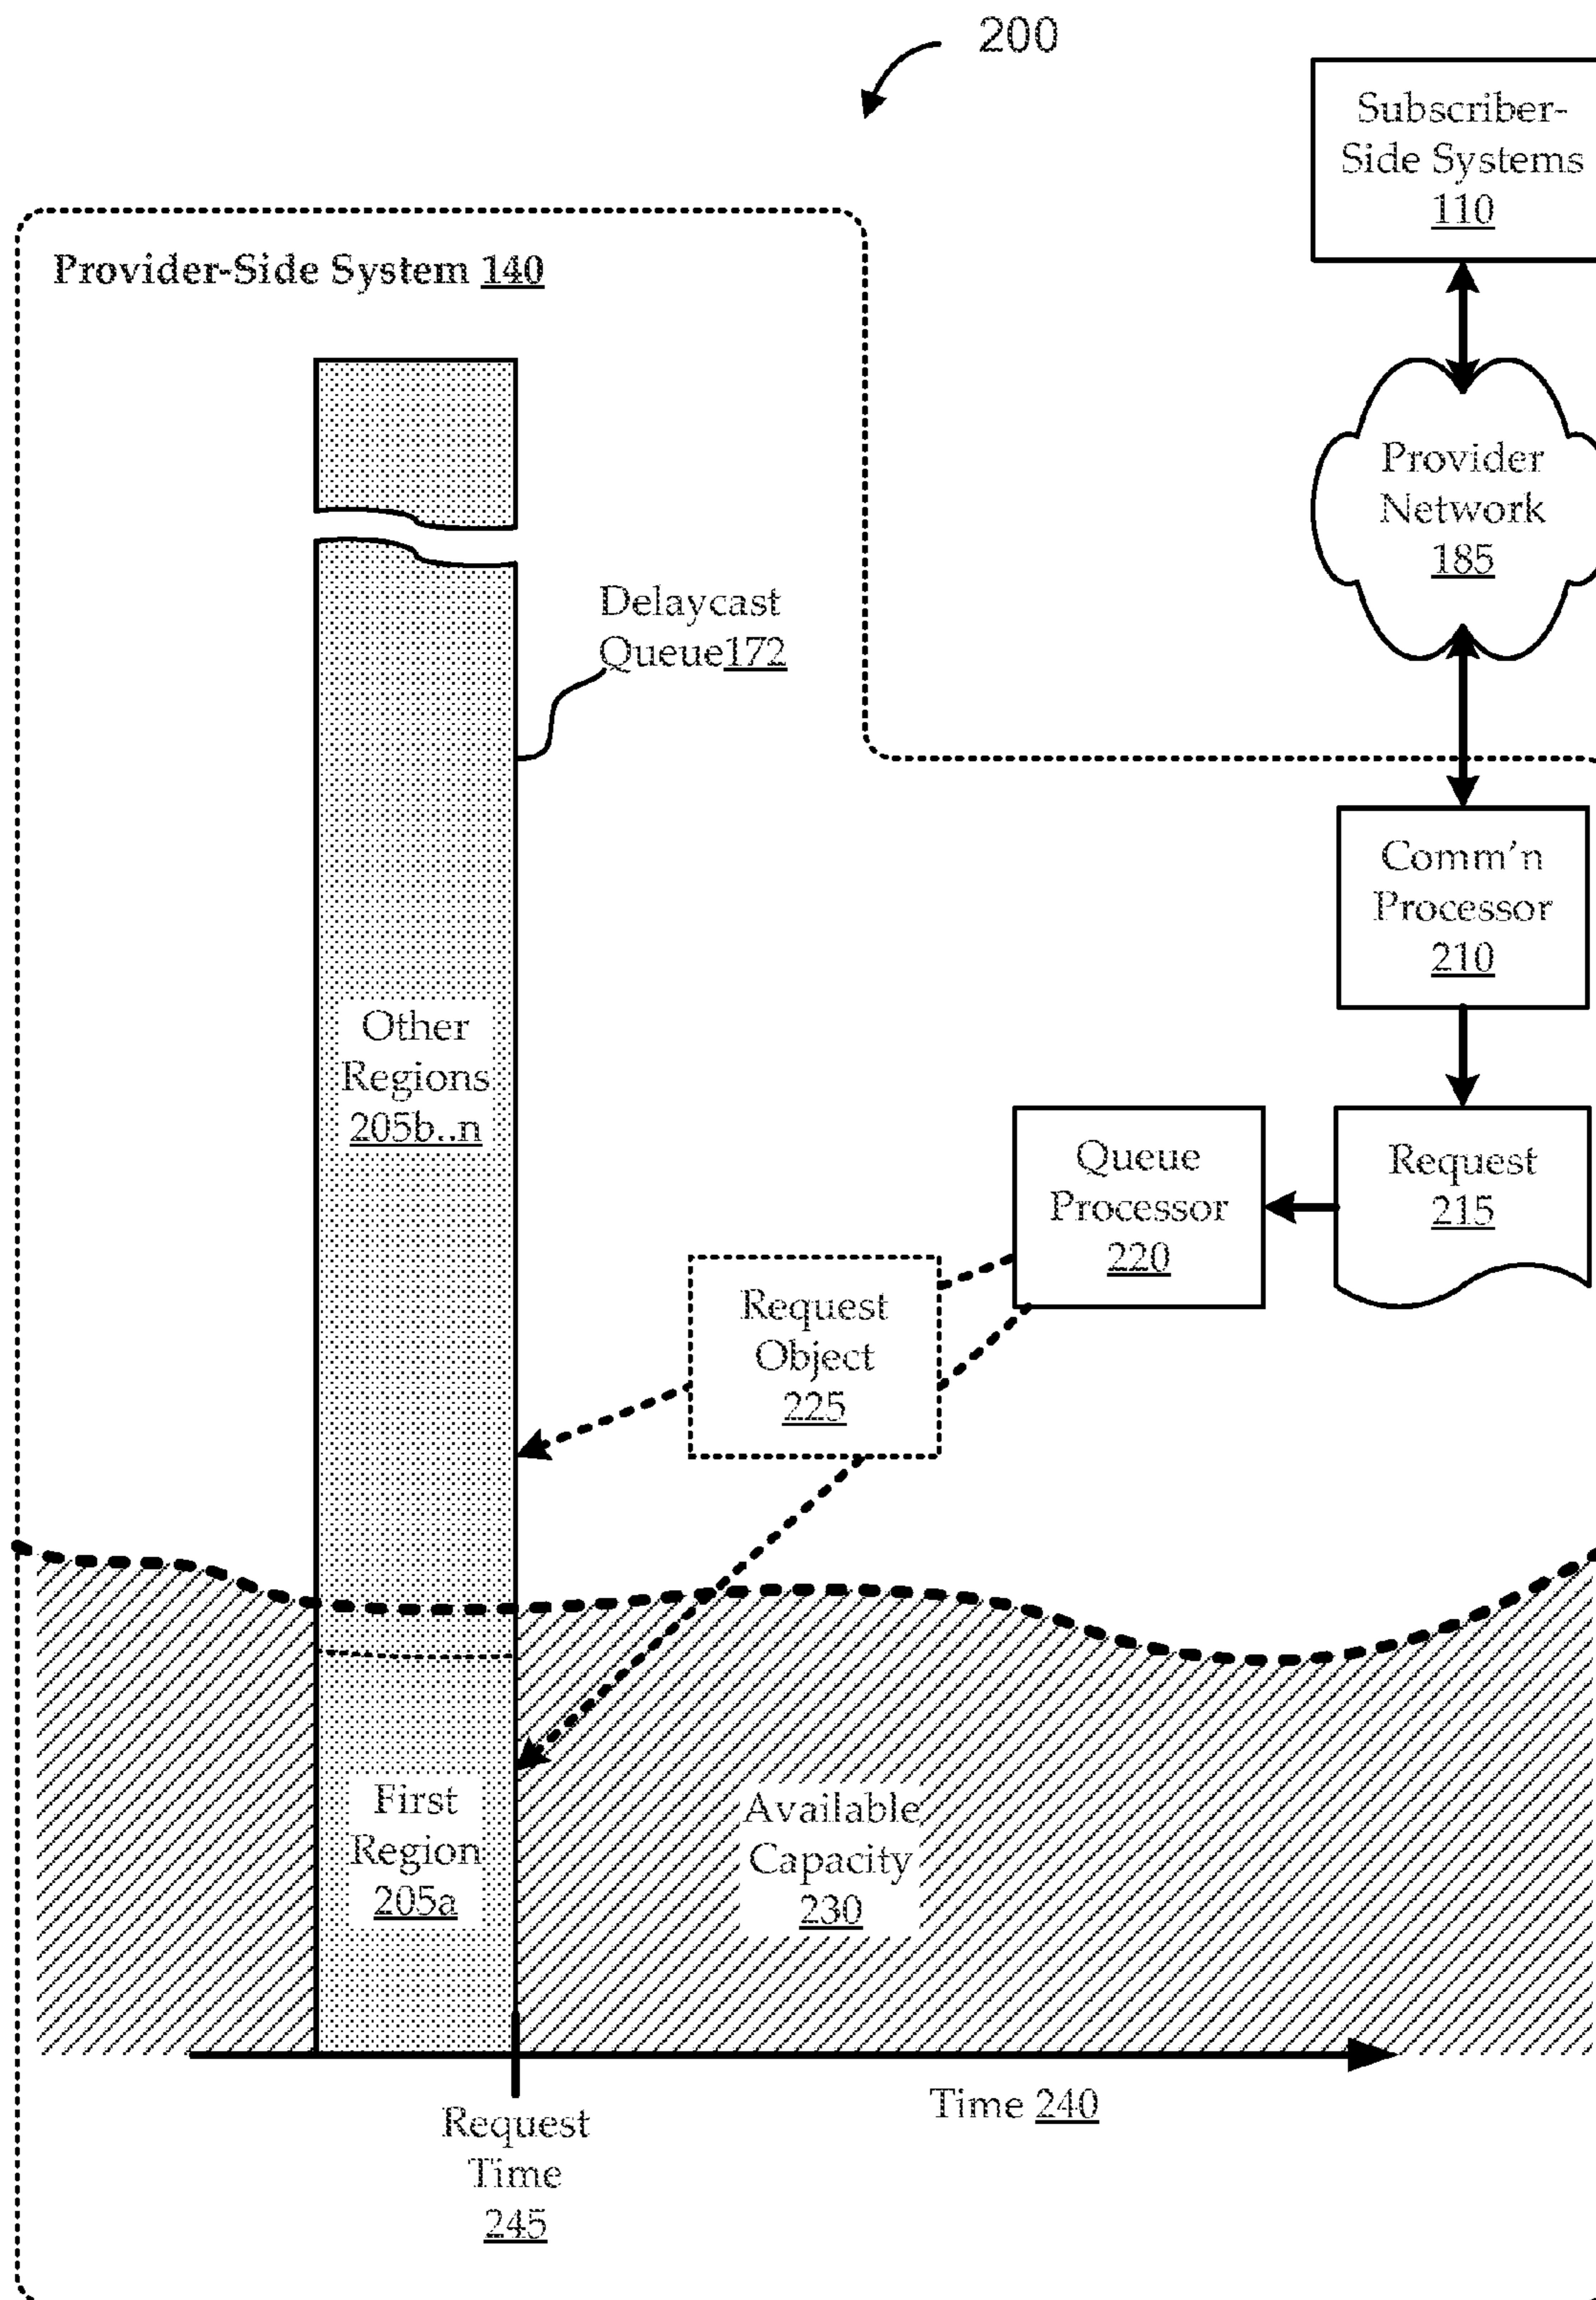 200
Subscriber-
Side Systems
110
Provider-Side System 140
Provider
Network
185
Delaycast
Queue172
Comm'n
Processor
210
Other
Regions
205b..n
Queue
Processor
220
Request
215
Request
Object
225
First
Region
205a
Available
Capacity
230
Time 240
Request
Time
245